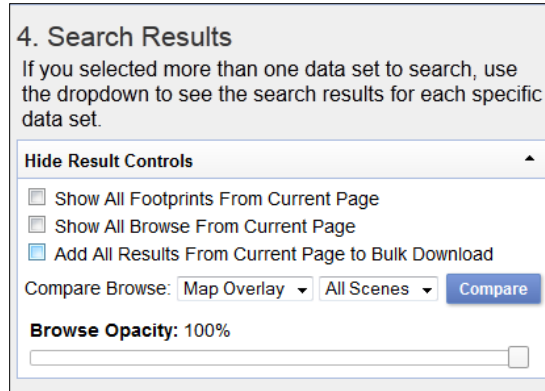 4. Search Results
If you selected more than one data set to search, use
the dropdown to see the search results for each specific
data set.
Hide Result Controls
Show All Footprints From Current Page
Show All Browse From Current Page
Add All Results From Current Page to Bulk Download
Compare Browse: Map Overlay All Scenes Compare
Browse Opacity: 100%